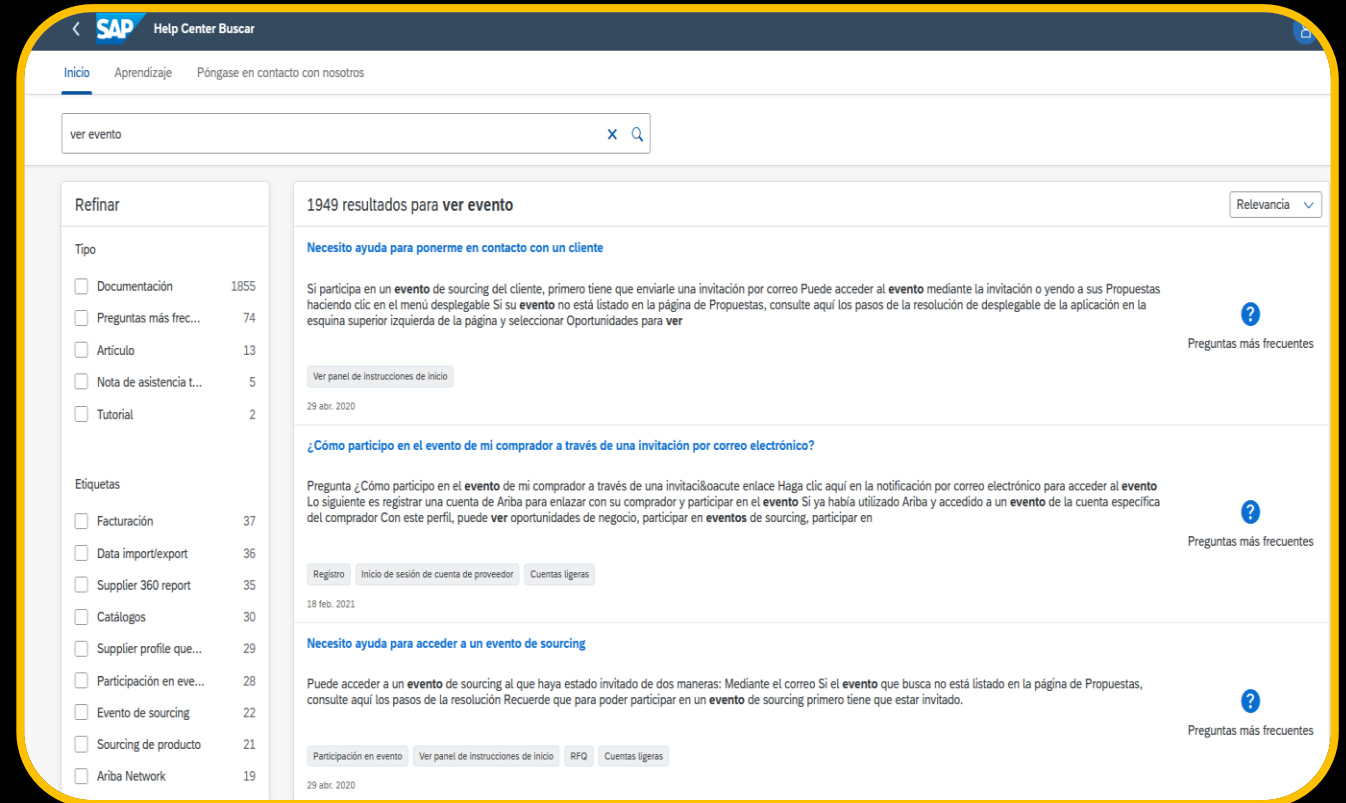 SAP Help Center Buscar
Inicio Aprendizaje Póngase en contacto con nosotros
ver evento
Refinar
Tipo
Documentación 1855
Preguntas más frec... 74
Artículo 13
Nota de asistencia t... 5
Tutorial 2
Etiquetas
Facturación 37
Data import/export 36
Supplier 360 report 35
Catálogos 30
Supplier profile que... 29
Participación en eve... 28
Evento de sourcing 22
Sourcing de producto 21
Ariba Network 19
1949 resultados para ver evento
Relevancia
Necesito ayuda para ponerme en contacto con un cliente
Si participa en un evento de sourcing del cliente, primero tiene que enviarle una invitación por correo Puede acceder al evento mediante la invitación o yendo a sus Propuestas
haciendo clic en el menú desplegable Si su evento no está listado en la página de Propuestas, consulte aquí los pasos de la resolución de desplegable de la aplicación en la
esquina superior izquierda de la página y seleccionar Oportunidades para ver
Preguntas más frecuentes
Ver panel de instrucciones de inicio
29 abr. 2020
¿Cómo participo en el evento de mi comprador a través de una invitación por correo electrónico?
Pregunta ¿Cómo participo en el evento de mi comprador a través de una invitaci&oacute enlace Haga clic aquí en la notificación por correo electrónico para acceder al evento
Lo siguiente es registrar una cuenta de Ariba para enlazar con su comprador y participar en el evento Si ya había utilizado Ariba y accedido a un evento de la cuenta específica
del comprador Con este perfil, puede ver oportunidades de negocio, participar en eventos de sourcing, participar en
Preguntas más frecuentes
Registro Inicio de sesión de cuenta de proveedor Cuentas ligeras
18 feb. 2021
Necesito ayuda para acceder a un evento de sourcing
Puede acceder a un evento de sourcing al que haya estado invitado de dos maneras: Mediante el correo Si el evento que busca no está listado en la página de Propuestas,
consulte aquí los pasos de la resolución Recuerde que para poder participar en un evento de sourcing primero tiene que estar invitado.
Preguntas más frecuentes
Participación en evento Ver panel de instrucciones de inicio RFQ Cuentas ligeras
29 abr. 2020